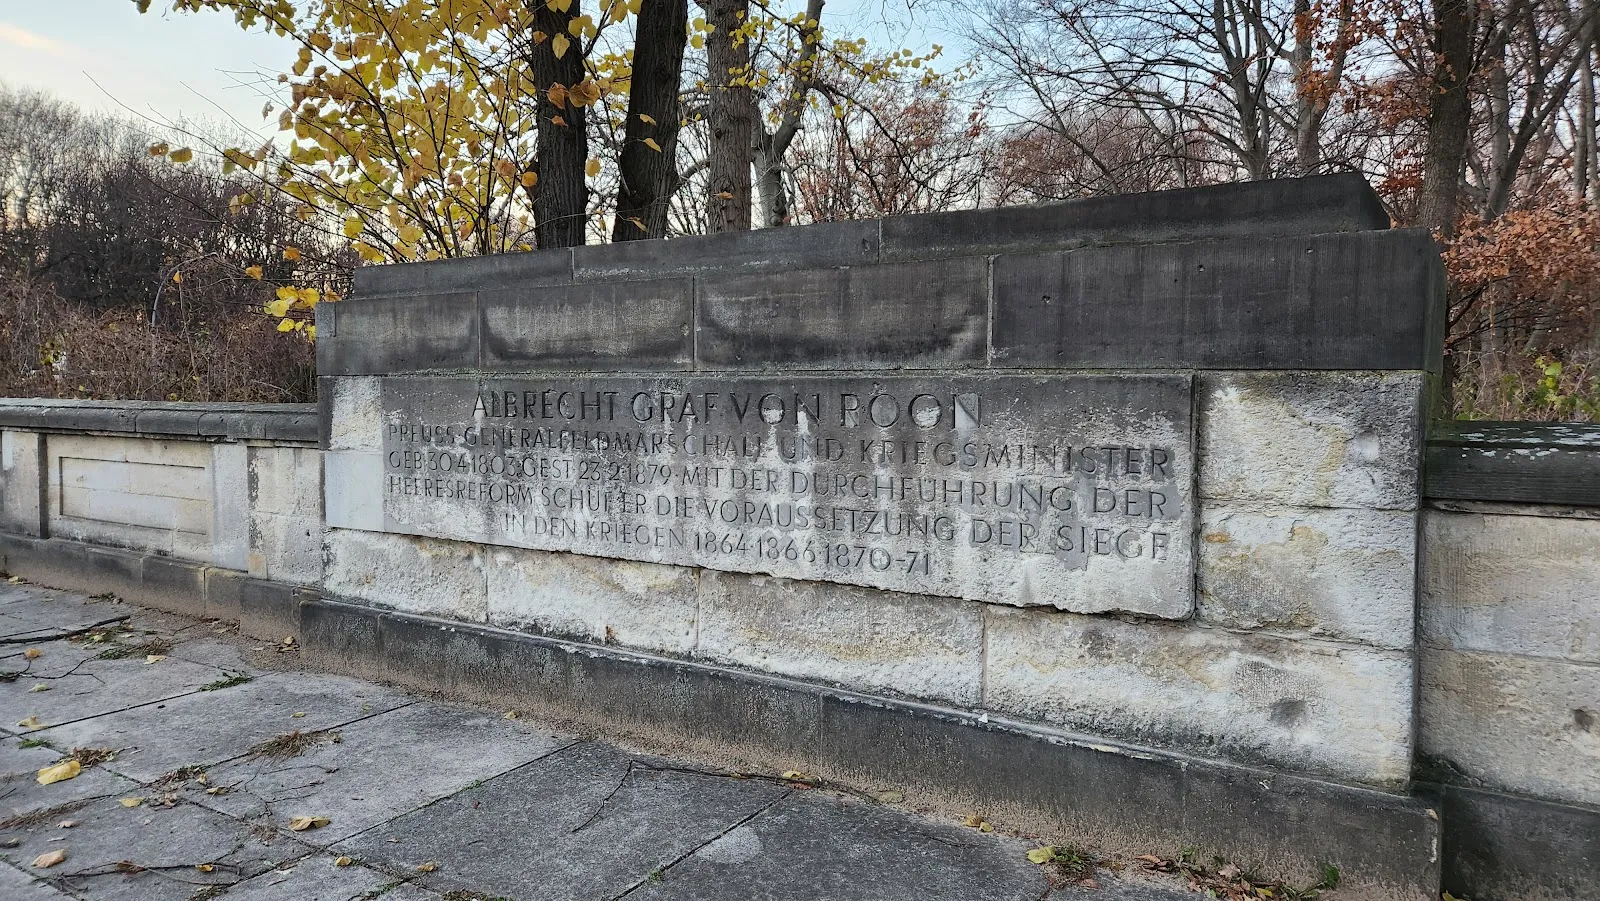 ALBRECHT GRAF VON ROON
PREUSS·GENERALFELDMARSCHALL UND KRIEGSMINISTER
GEB·30·4·1803·GEST·23·2·1879·MIT DER DURCHFÜHRUNG DER
HEERESREFORM SCHUF ER DIE VORAUSSETZUNG DER SIEGE
IN DEN KRIEGEN 1864·1866·1870-71